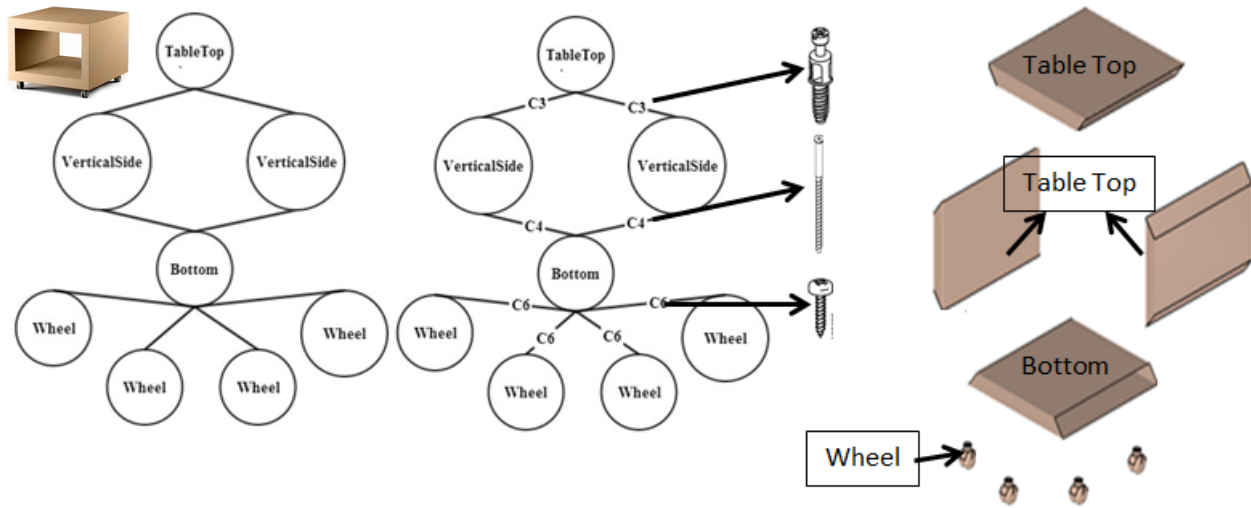 TableTop
VerticalSide
VerticalSide
Bottom
Wheel
Wheel
Wheel
Wheel
TableTop
C3
C3
VerticalSide
VerticalSide
C4
C4
Bottom
C6
C6
C6
C6
Wheel
Wheel
Wheel
Wheel
Table Top
Table Top
Bottom
Wheel